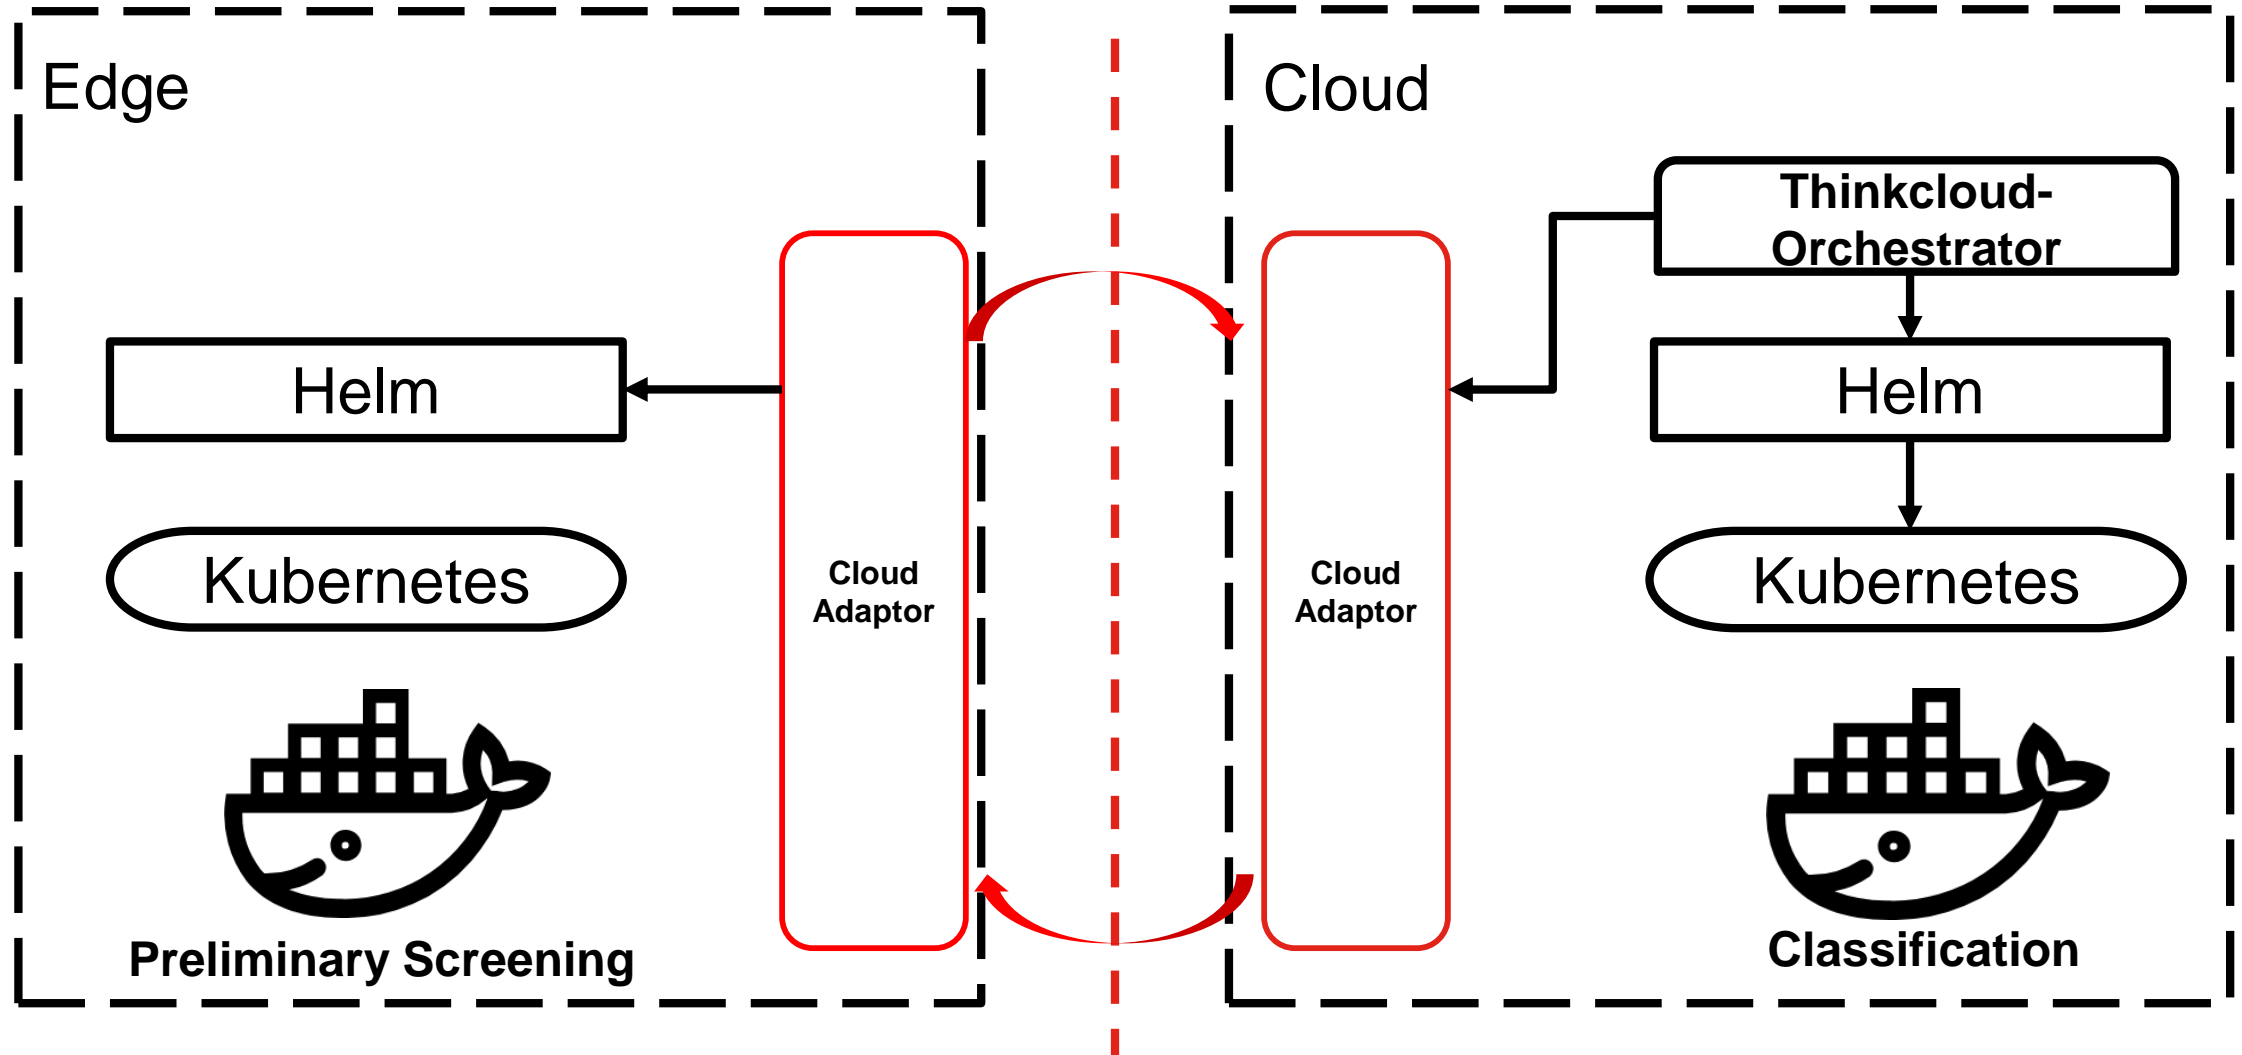 Edge
Helm
Kubernetes
Preliminary Screening
Cloud
Adaptor
Cloud
Cloud
Adaptor
Thinkcloud-
Orchestrator
Helm
Kubernetes
Classification